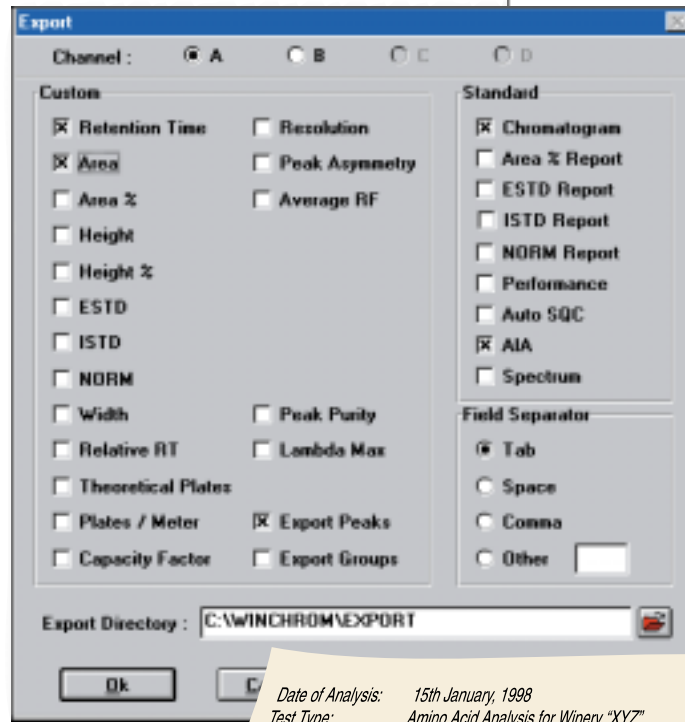 Export
Channel : A B C D
Custom
Retention Time
Area
Area %
Height
Height %
ESTD
ISTD
NORM
Width
Relative RT
Theoretical Plates
Plates / Meter
Capacity Factor
Resolution
Peak Asymmetry
Average RF
Peak Purity
Lambda Max
Export Peaks
Export Groups
Standard
Chromatogram
Area % Report
ESTD Report
ISTD Report
NORM Report
Performance
Auto SQC
AIA
Spectrum
Field Separator
Tab
Space
Comma
Other
Export Directory : C:\WINCHROM\EXPORT
Ok
Date of Analysis: 15th January, 1998
Test Type: Amino Acid Analysis for Winery "XYZ"